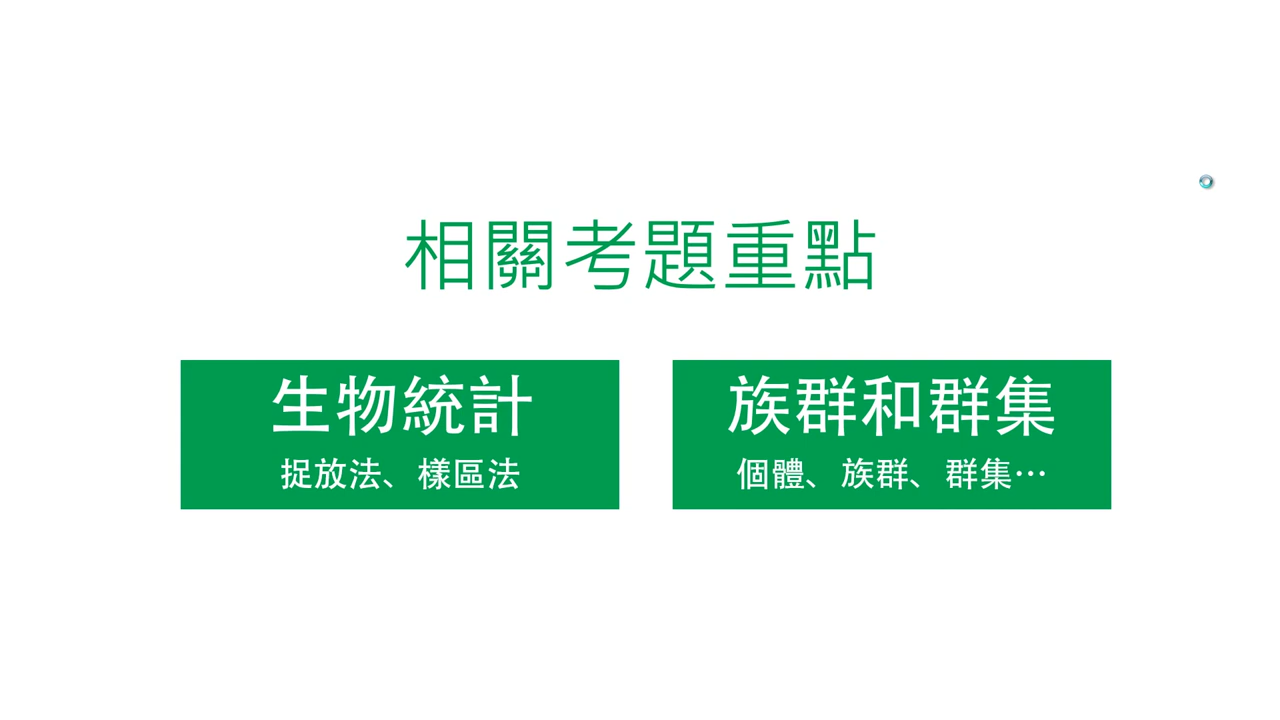 相關考題重點
生物統計
捉放法、樣區法
族群和群集
個體、族群、群集…